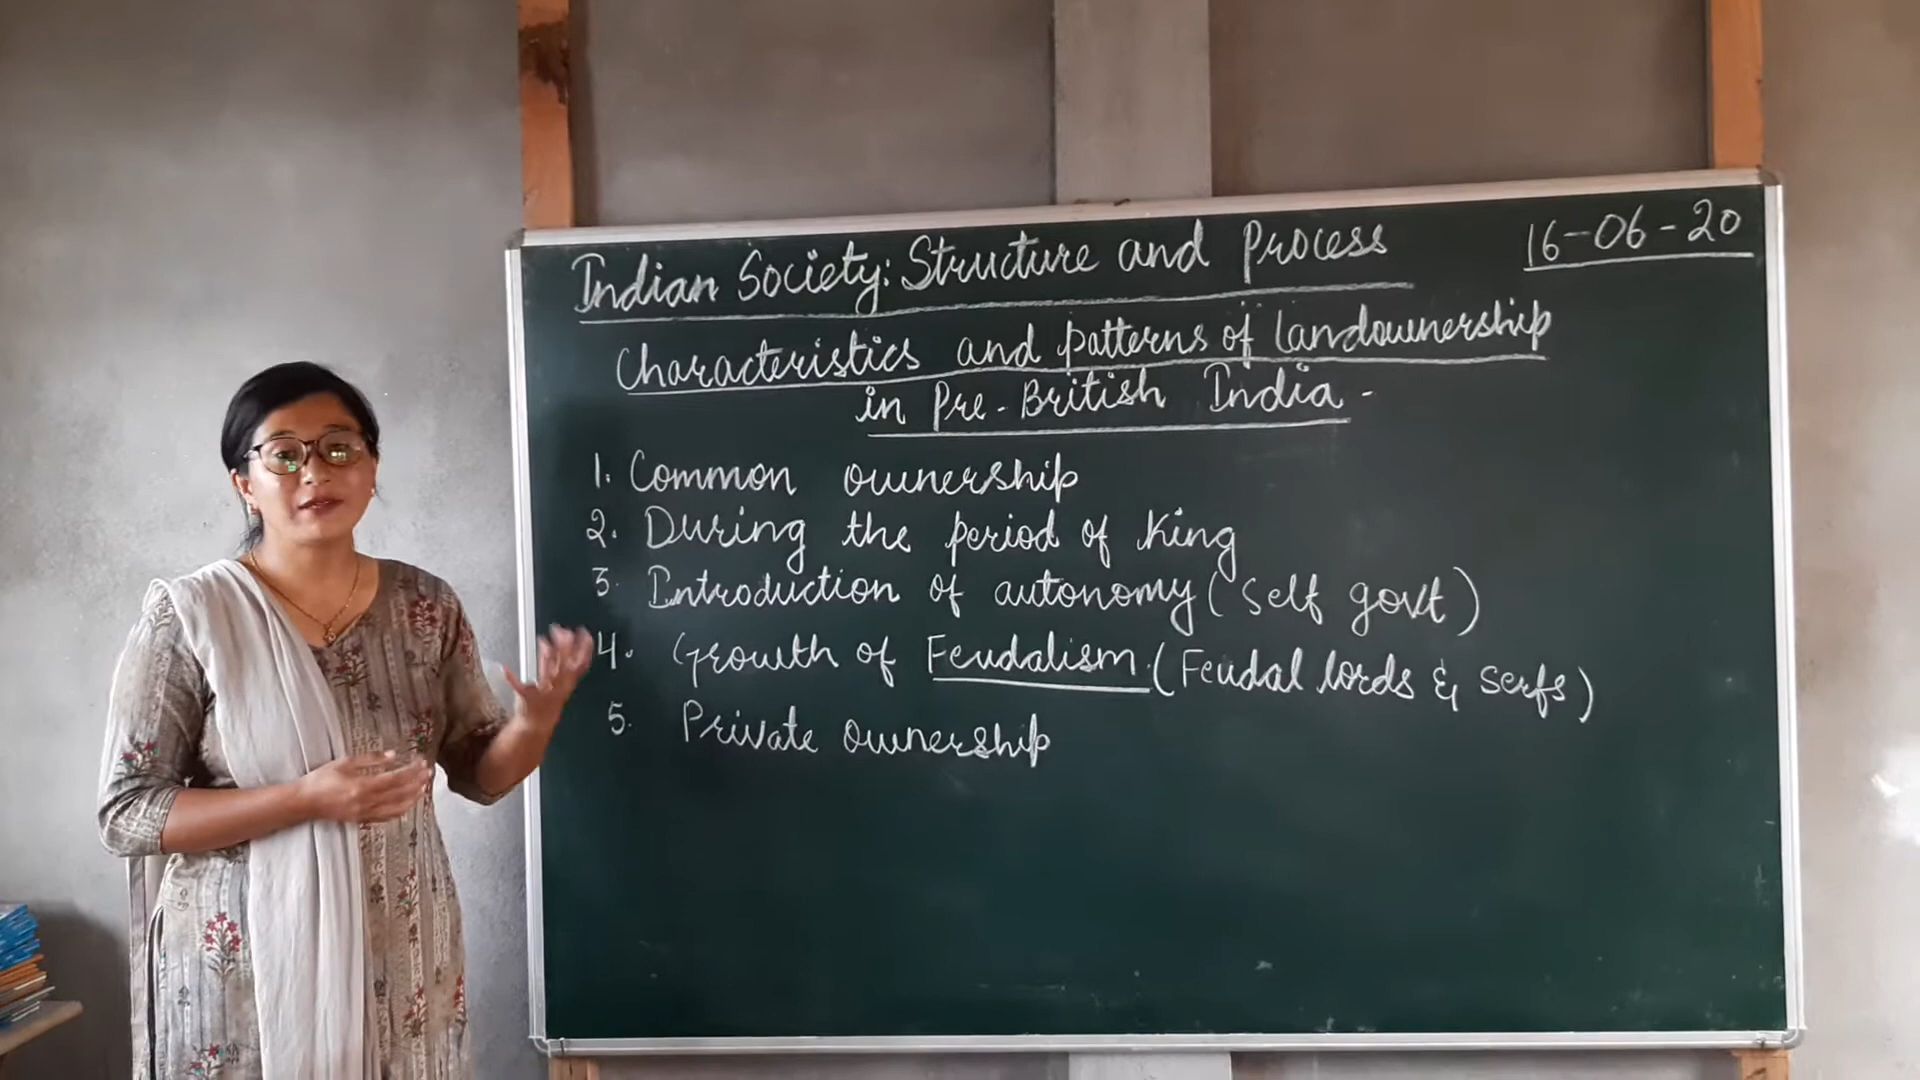 Indian Society: Structure and Process
16-06-20
Characteristics and patterns of landownership
in Pre-British India -
1. Common ownership
2. During the period of King
3. Introduction of autonomy (Self govt)
4. Growth of Feudalism (Feudal lords & Serfs)
5. Private ownership